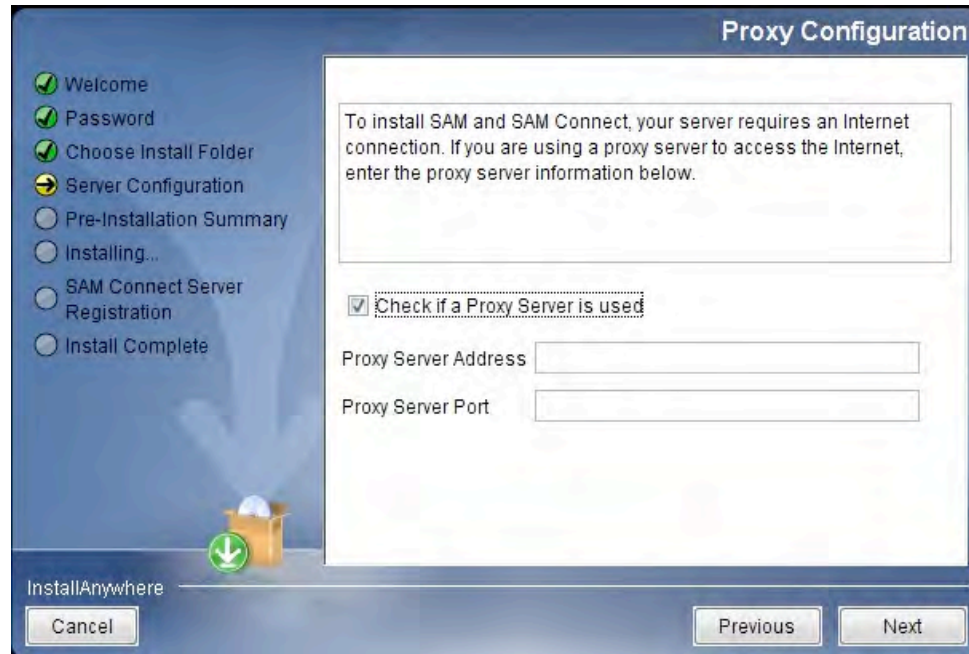 Proxy Configuration
Welcome
Password
Choose Install Folder
Server Configuration
Pre-Installation Summary
Installing...
SAM Connect Server
Registration
Install Complete
To install SAM and SAM Connect, your server requires an Internet
connection. If you are using a proxy server to access the Internet,
enter the proxy server information below.
Check if a Proxy Server is used
Proxy Server Address
Proxy Server Port
InstallAnywhere
Cancel
Previous
Next